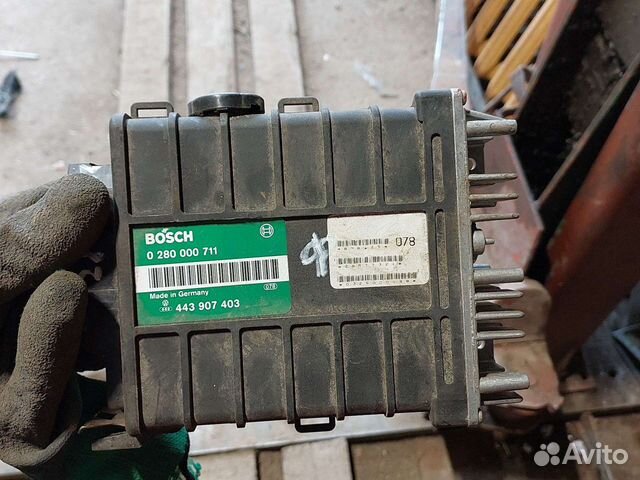 BOSCH
0 280 000 711
Made in Germany 078
443 907 403
078
Avito